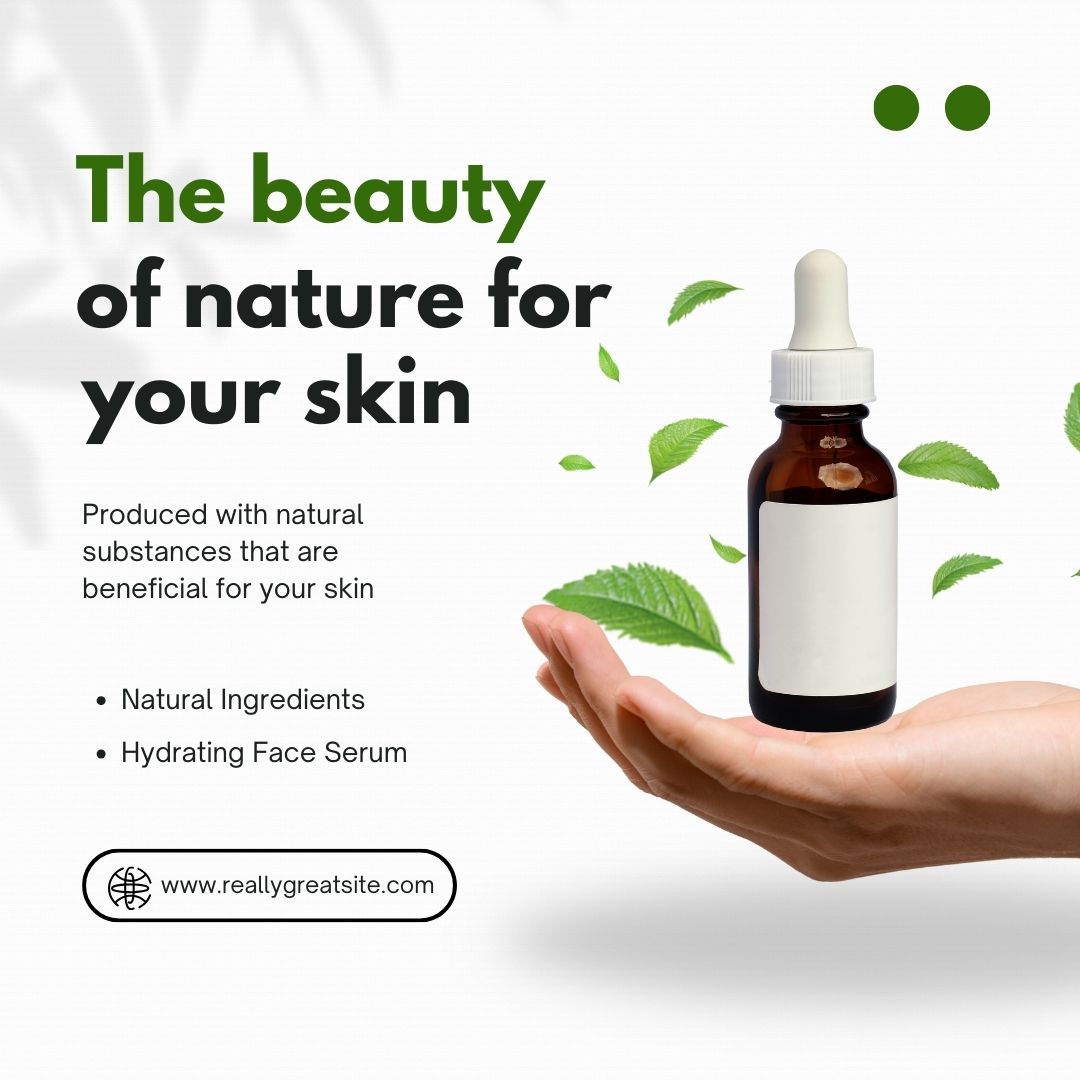 The beauty
of nature for
your skin
Produced with natural
substances that are
beneficial for your skin
• Natural Ingredients
• Hydrating Face Serum
www.reallygreatsite.com